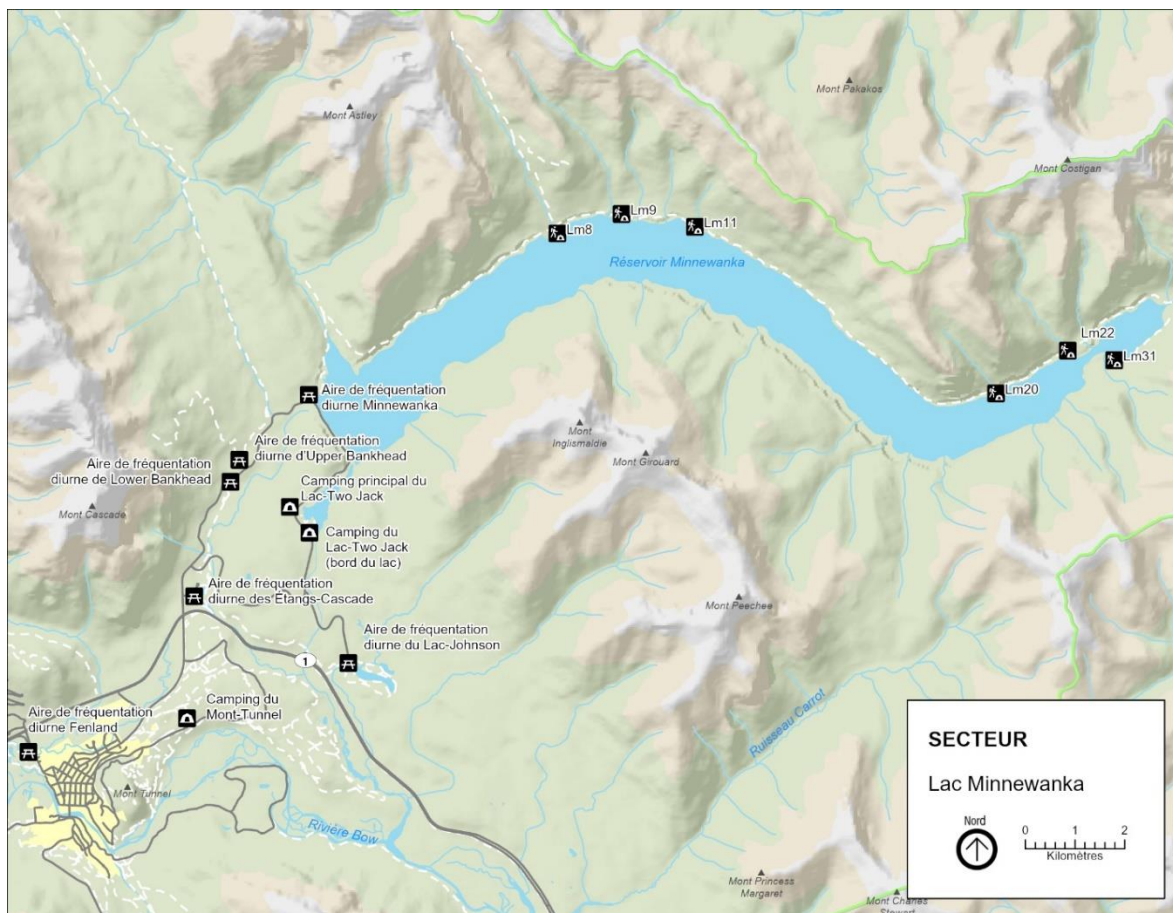 Mont Astley
Mont Pakakos
Mont Costigan
Lm8
Lm9
Lm11
Réservoir Minnewanka
Lm22
Lm31
Lm20
Aire de fréquentation
diurne Minnewanka
Mont
Inglismaldie
Mont Girouard
Aire de fréquentation
diurne d'Upper Bankhead
Aire de fréquentation
diurne de Lower Bankhead
Mont Cascade
Camping principal du
Lac-Two Jack
Camping du
Lac-Two Jack
(bord du lac)
Aire de fréquentation
diurne des Étangs-Cascade
Mont Peechee
Aire de fréquentation
diurne du Lac-Johnson
1
Camping du
Mont-Tunnel
Aire de fréquentation
diurne Fenland
Mont Tunnel
Rivière Bow
Ruisseau Carrot
Mont Princess
Margaret
Mont Charles
Stewart
SECTEUR
Lac Minnewanka
Nord
0 1 2
Kilomètres